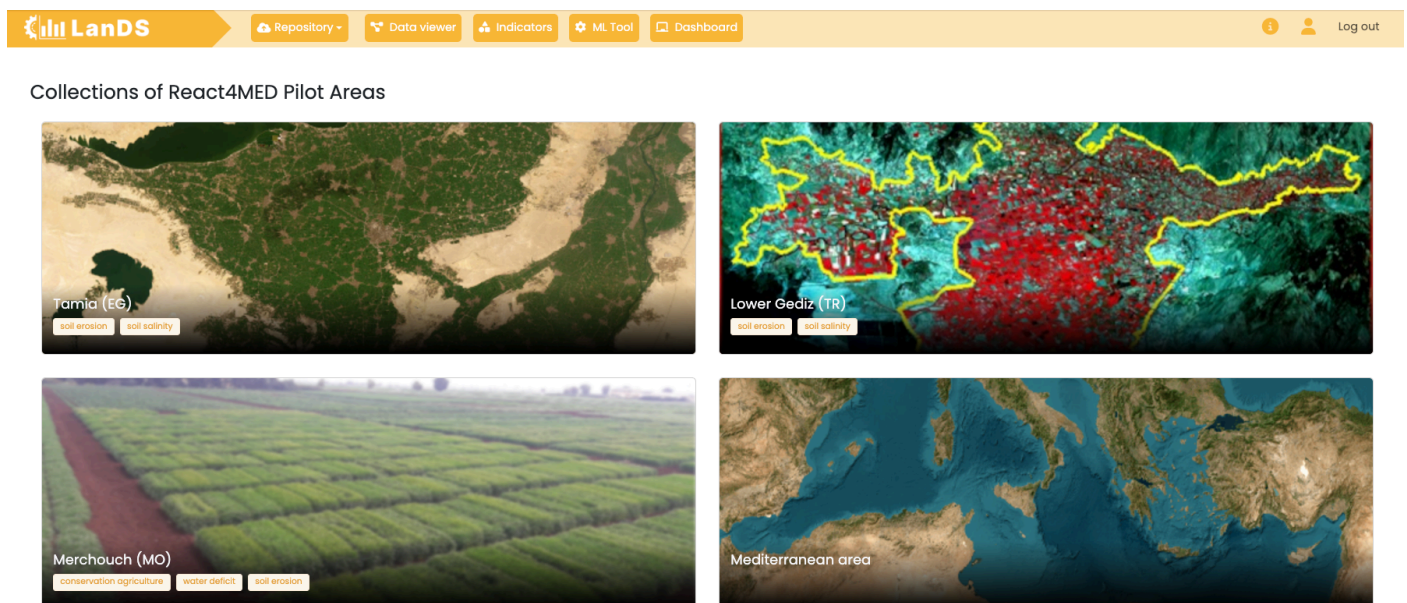 LanDS Repository Data viewer Indicators ML Tool Dashboard Log out
Collections of React4MED Pilot Areas
Tamia (EG)
soil erosion soil salinity
Lower Gediz (TR)
soil erosion soil salinity
Merchouch (MO)
conservation agriculture water deficit soil erosion
Mediterranean area